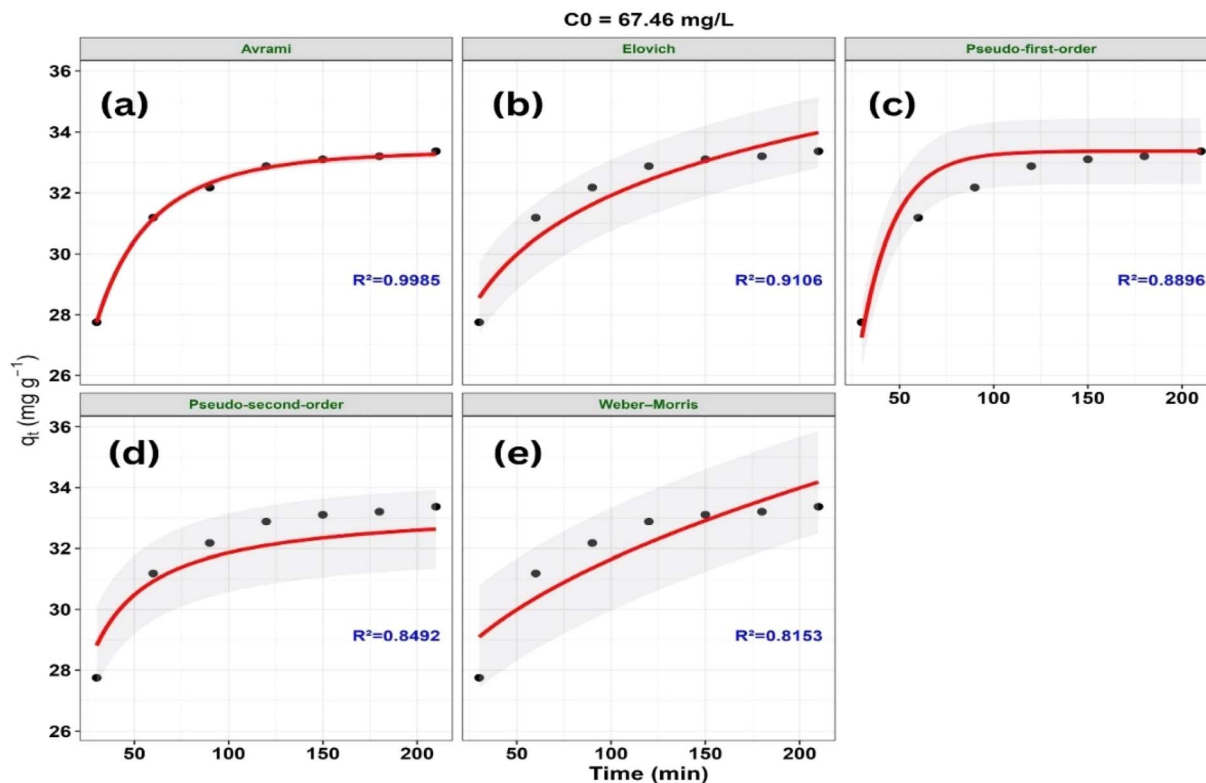 C0 = 67.46 mg/L
Avrami
Elovich
Pseudo-first-order
36
34
32
30
28
26
(a)
(b)
(c)
R²=0.9985
R²=0.9106
R²=0.8896
50
100
150
200
qt (mg g⁻¹)
Pseudo-second-order
Weber–Morris
36
34
32
30
28
26
(d)
(e)
R²=0.8492
R²=0.8153
50
100
150
200
50
100
150
200
Time (min)